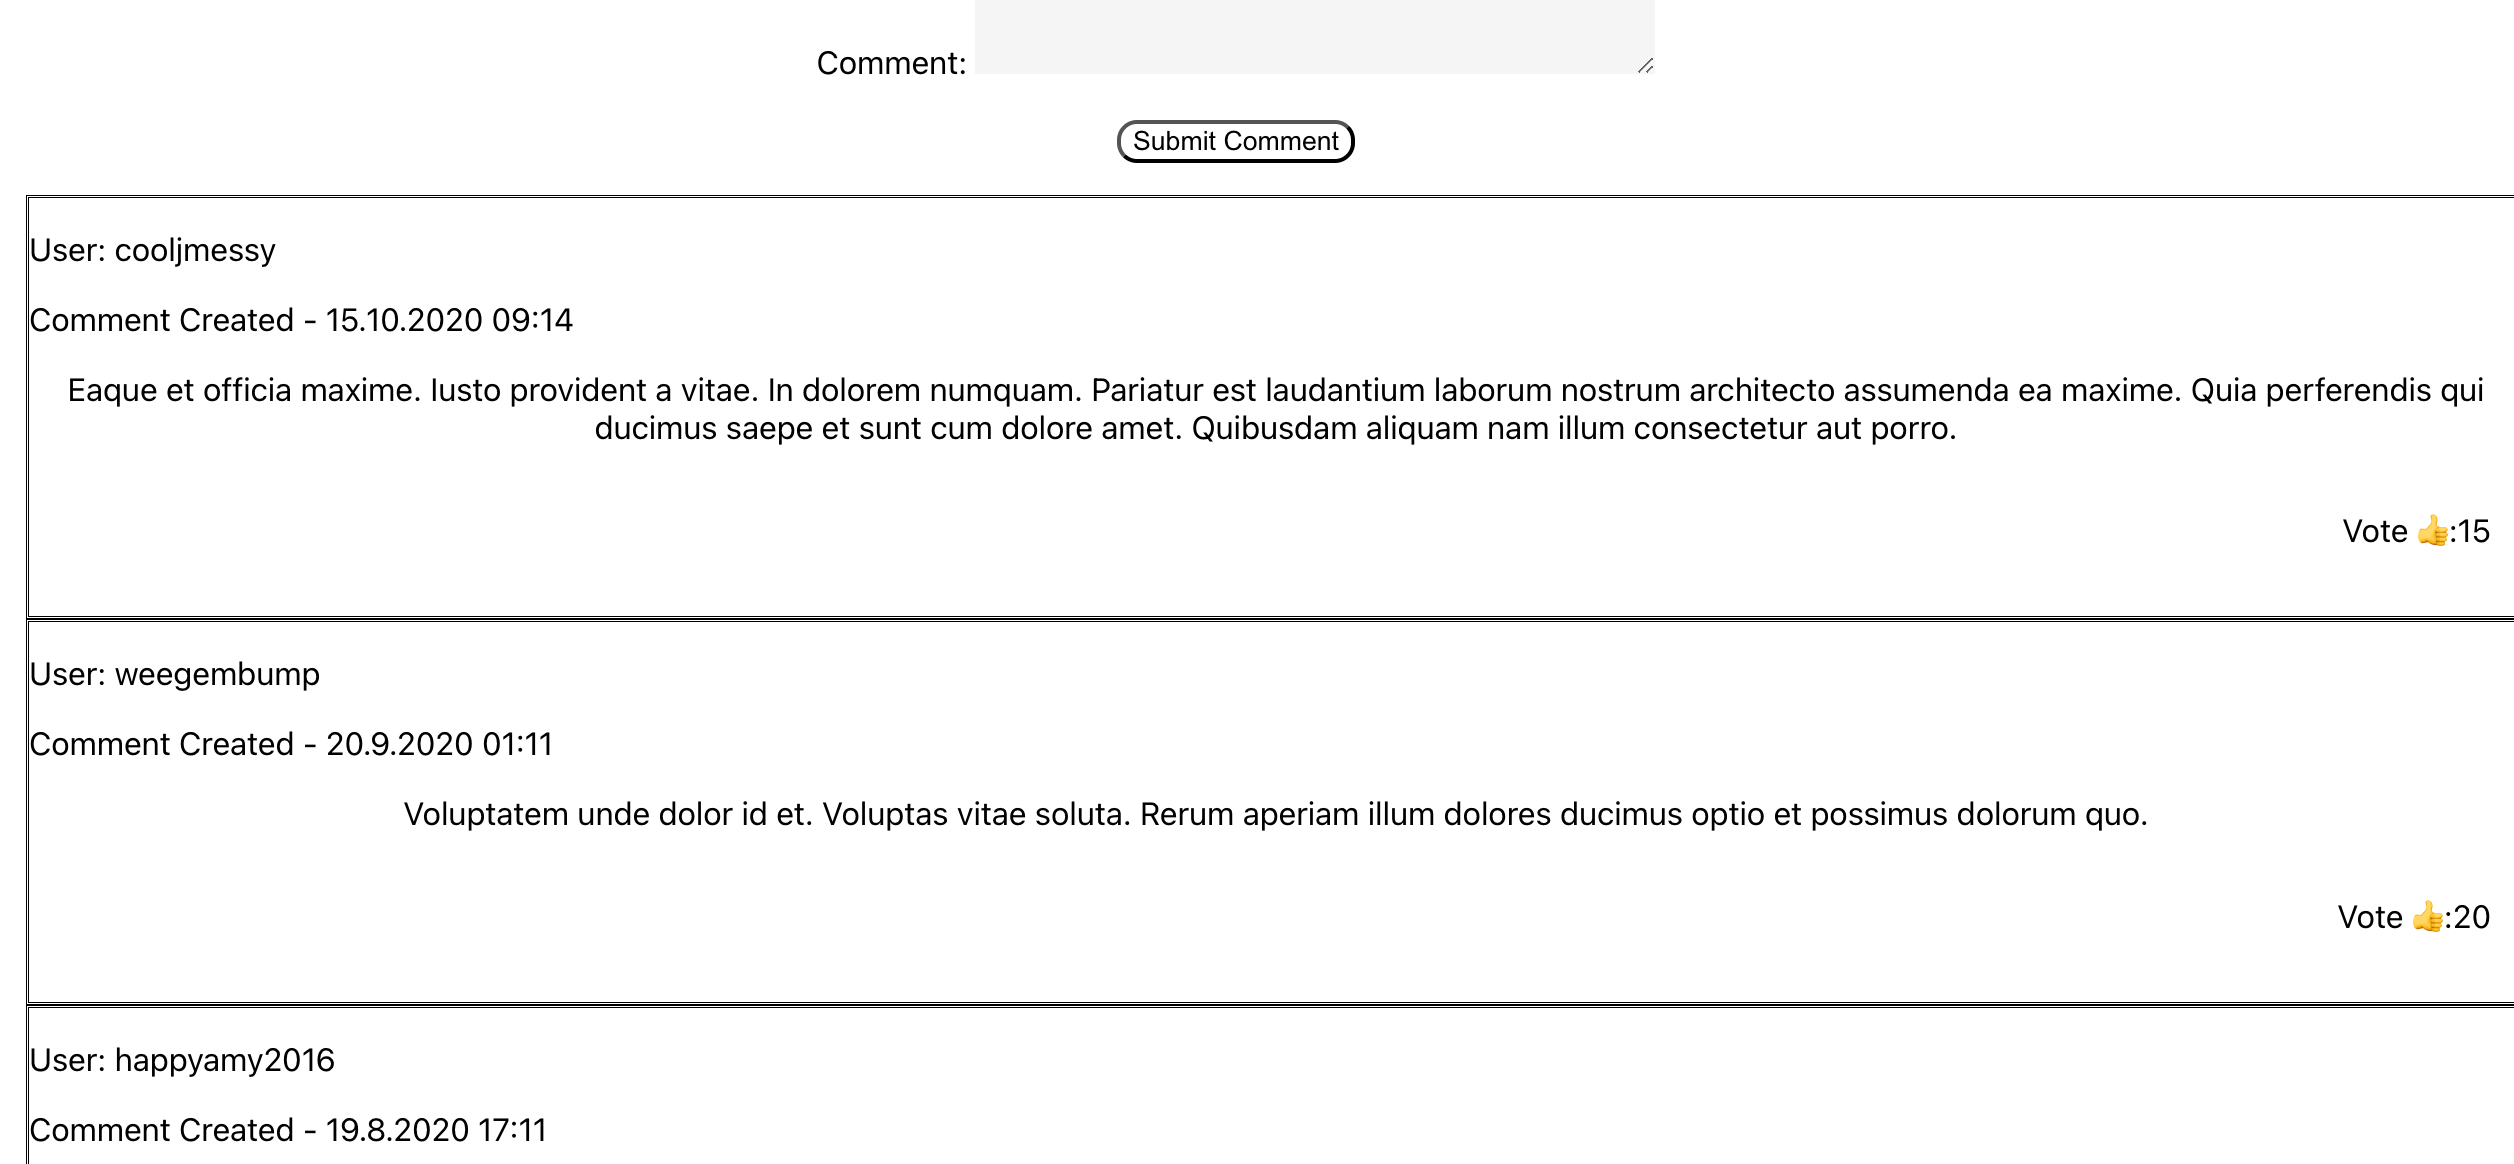 Comment:
Submit Comment
User: cooljmessy
Comment Created - 15.10.2020 09:14
Eaque et officia maxime. Iusto provident a vitae. In dolorem numquam. Pariatur est laudantium laborum nostrum architecto assumenda ea maxime. Quia perferendis qui
ducimus saepe et sunt cum dolore amet. Quibusdam aliquam nam illum consectetur aut porro.
Vote 👍:15
User: weegembump
Comment Created - 20.9.2020 01:11
Voluptatem unde dolor id et. Voluptas vitae soluta. Rerum aperiam illum dolores ducimus optio et possimus dolorum quo.
Vote 👍:20
User: happyamy2016
Comment Created - 19.8.2020 17:11